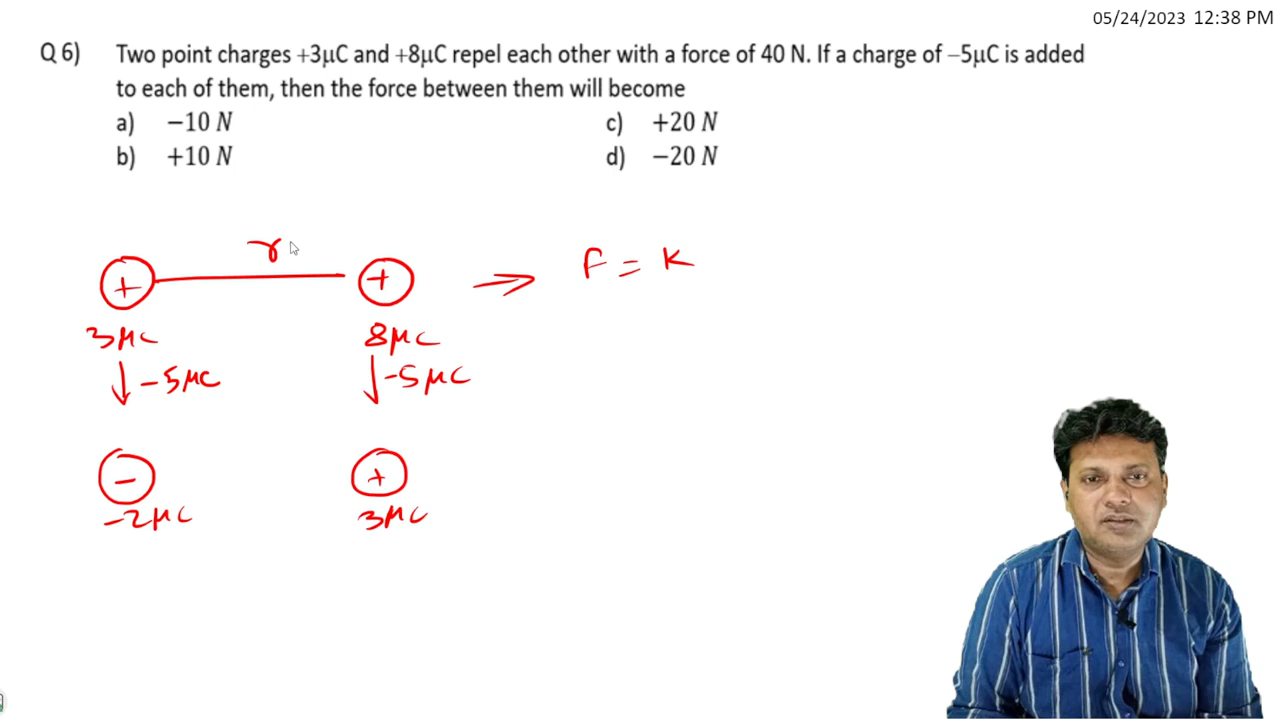 05/24/2023 12:38 PM
Q 6) Two point charges +3μC and +8μC repel each other with a force of 40 N. If a charge of −5μC is added
to each of them, then the force between them will become
a) −10 N c) +20 N
b) +10 N d) −20 N
r
+ + ⇒ F = K
3μC 8μC
↓ -5μC ↓ -5μC
- +
-2μC 3μC